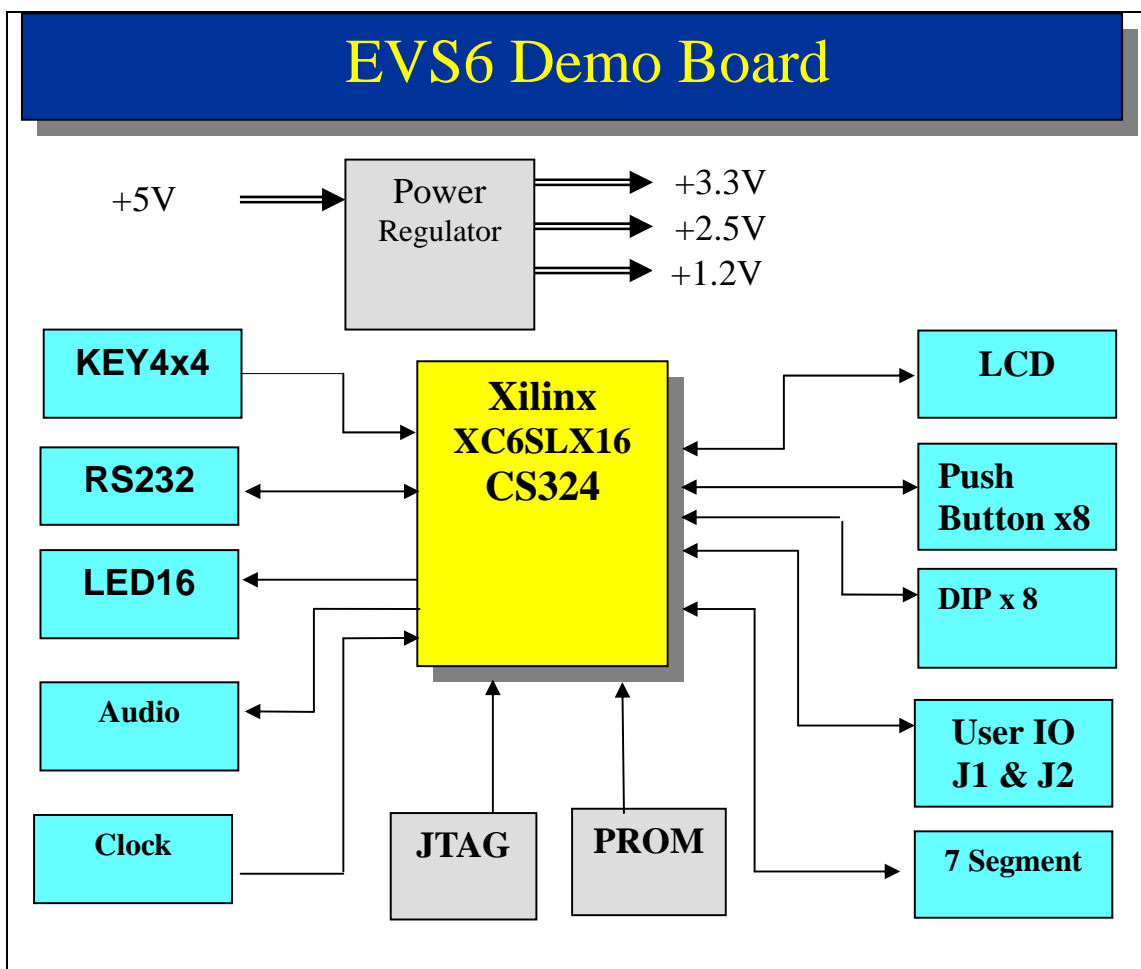 EVS6 Demo Board
+5V
Power
Regulator
+3.3V
+2.5V
+1.2V
KEY4x4
RS232
LED16
Audio
Clock
Xilinx
XC6SLX16
CS324
JTAG
PROM
LCD
Push
Button x8
DIP x 8
User IO
J1 & J2
7 Segment